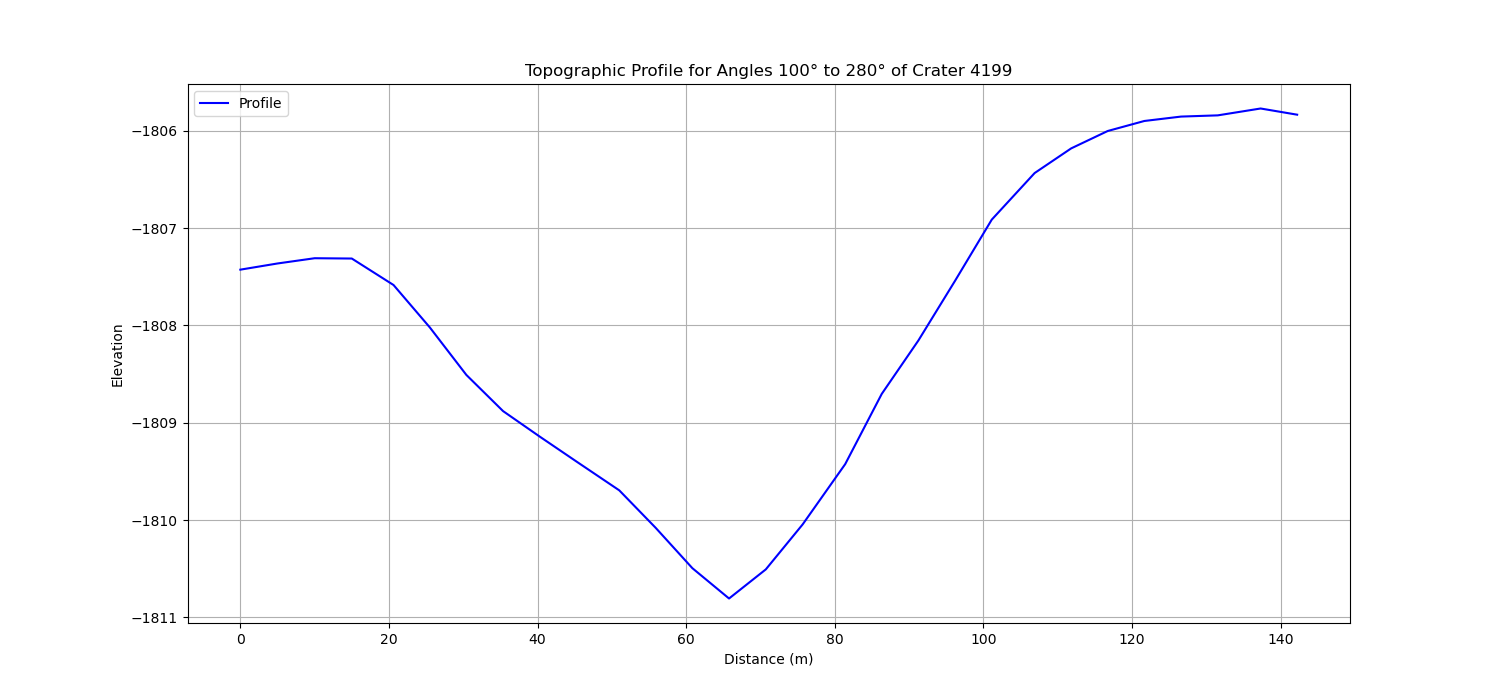 Topographic Profile for Angles 100° to 280° of Crater 4199
Profile
−1806
−1807
−1808
−1809
−1810
−1811
Elevation
0 20 40 60 80 100 120 140
Distance (m)